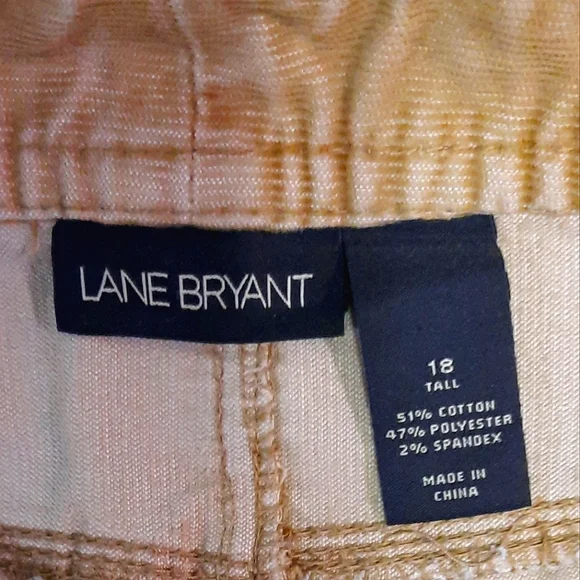 LANE BRYANT
18
TALL
51% COTTON
47% POLYESTER
2% SPANDEX
MADE IN
CHINA